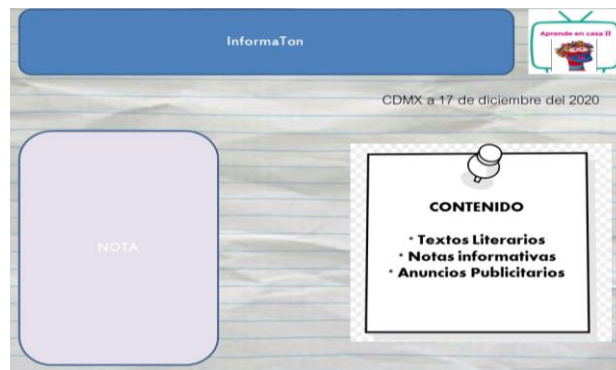 InformaTon
Aprende en casa II
CDMX a 17 de diciembre del 2020
NOTA
CONTENIDO
* Textos Literarios
* Notas informativas
* Anuncios Publicitarios